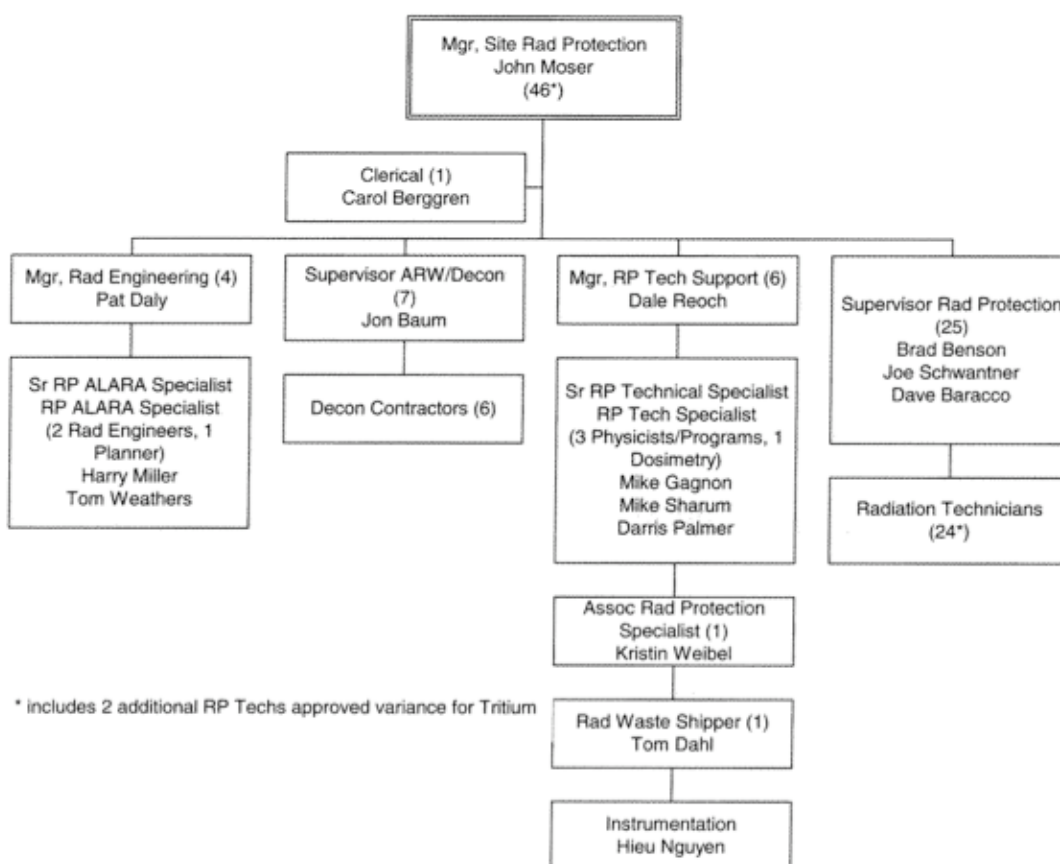 Mgr, Site Rad Protection
John Moser
(46*)
Clerical (1)
Carol Berggren
Mgr, Rad Engineering (4)
Pat Daly
Supervisor ARW/Decon
(7)
Jon Baum
Mgr, RP Tech Support (6)
Dale Reoch
Supervisor Rad Protection
(25)
Brad Benson
Joe Schwantner
Dave Baracco
Sr RP ALARA Specialist
RP ALARA Specialist
(2 Rad Engineers, 1
Planner)
Harry Miller
Tom Weathers
Decon Contractors (6)
Sr RP Technical Specialist
RP Tech Specialist
(3 Physicists/Programs, 1
Dosimetry)
Mike Gagnon
Mike Sharum
Darris Palmer
Radiation Technicians
(24*)
Assoc Rad Protection
Specialist (1)
Kristin Weibel
* includes 2 additional RP Techs approved variance for Tritium
Rad Waste Shipper (1)
Tom Dahl
Instrumentation
Hieu Nguyen